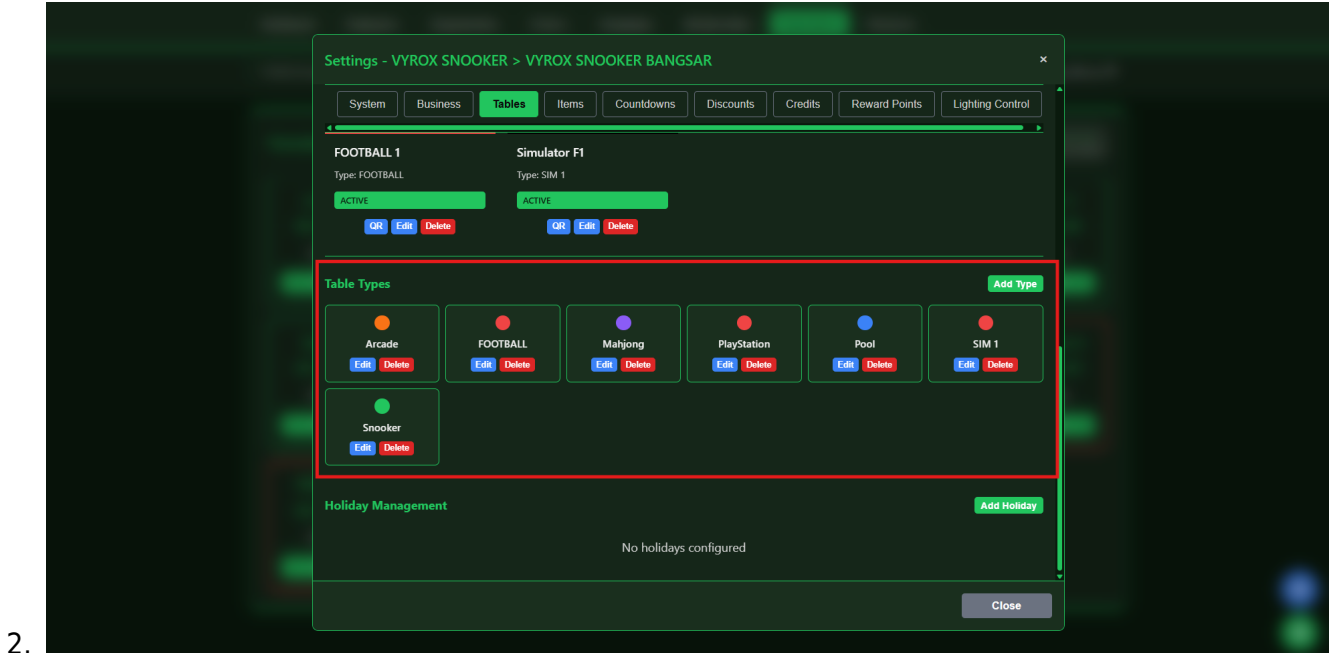 Settings - VYROX SNOOKER > VYROX SNOOKER BANGSAR ×
System Business Tables Items Countdowns Discounts Credits Reward Points Lighting Control
FOOTBALL 1 Simulator F1
Type: FOOTBALL Type: SIM 1
ACTIVE ACTIVE
QR Edit Delete QR Edit Delete
Table Types Add Type
Arcade FOOTBALL Mahjong PlayStation Pool SIM 1
Edit Delete Edit Delete Edit Delete Edit Delete Edit Delete Edit Delete
Snooker
Edit Delete
Holiday Management Add Holiday
No holidays configured
Close
2.